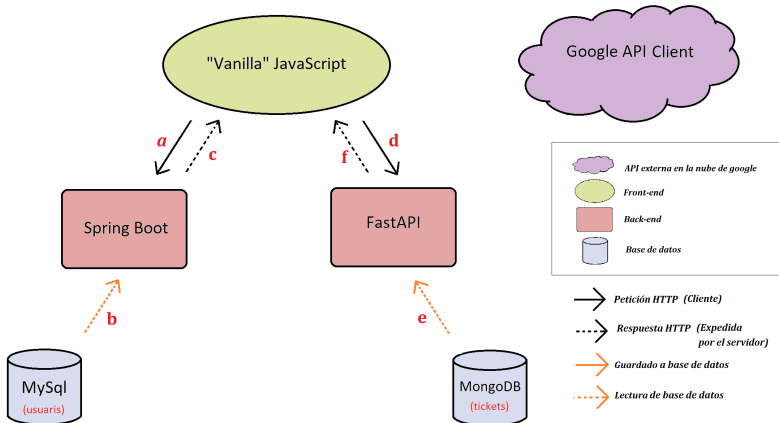 "Vanilla" JavaScript
Google API Client
a
c
f
d
Spring Boot
FastAPI
b
e
MySql
(usuaris)
MongoDB
(tickets)
API externa en la nube de google
Front-end
Back-end
Base de datos
Petición HTTP (Cliente)
Respuesta HTTP (Expedida
por el servidor)
Guardado a base de datos
Lectura de base de datos